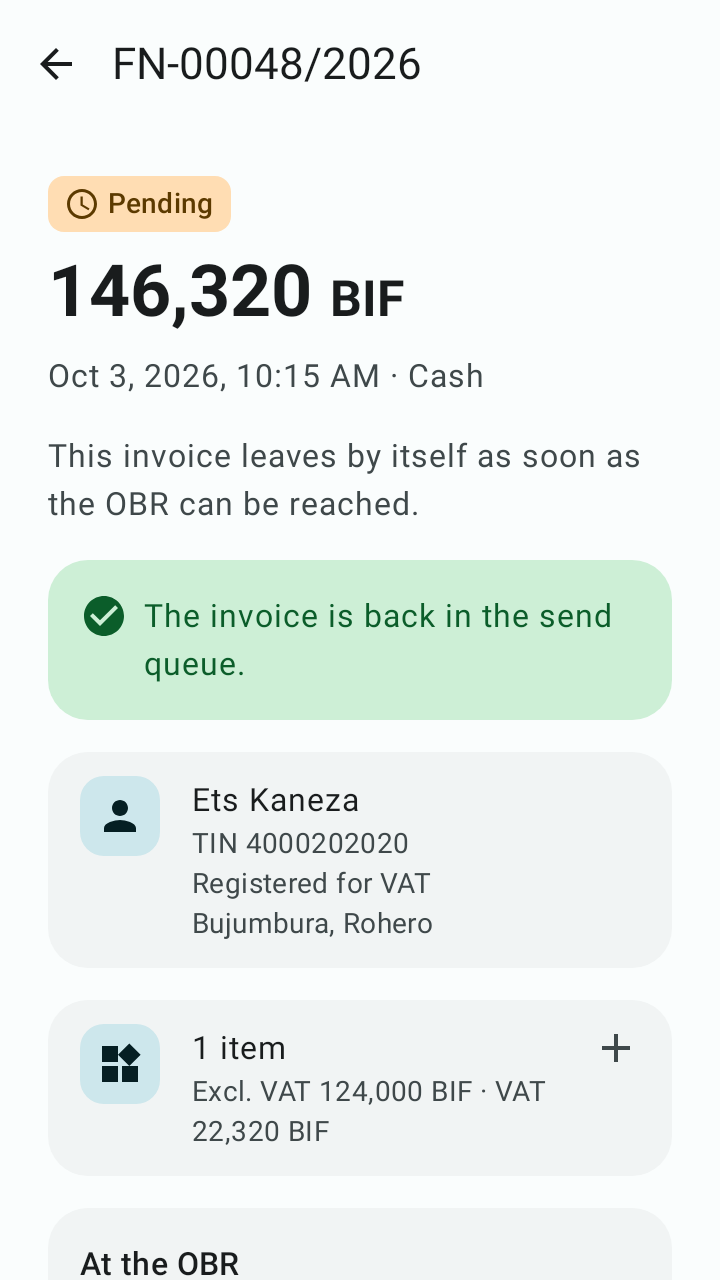 FN-00048/2026
Pending
146,320 BIF
Oct 3, 2026, 10:15 AM · Cash
This invoice leaves by itself as soon as
the OBR can be reached.
The invoice is back in the send
queue.
Ets Kaneza
TIN 4000202020
Registered for VAT
Bujumbura, Rohero
1 item
Excl. VAT 124,000 BIF · VAT
22,320 BIF
At the OBR